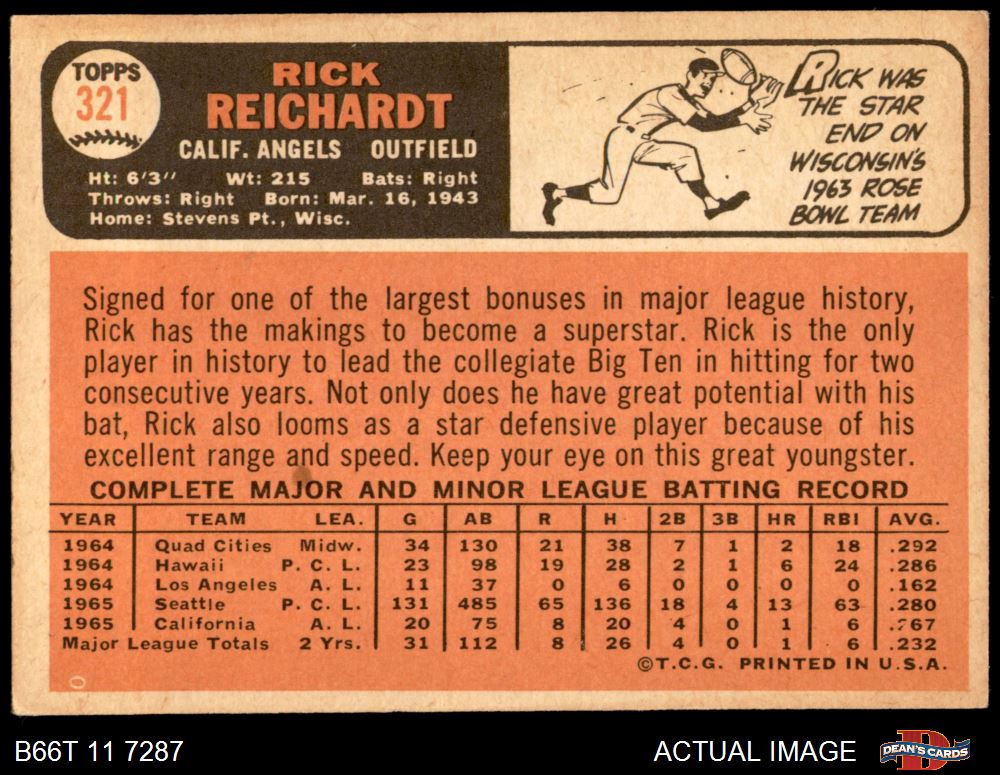 TOPPS
321
RICK
REICHARDT
CALIF. ANGELS OUTFIELD
Ht: 6'3" Wt: 215 Bats: Right
Throws: Right Born: Mar. 16, 1943
Home: Stevens Pt., Wisc.
RICK WAS
THE STAR
END ON
WISCONSIN'S
1963 ROSE
BOWL TEAM
Signed for one of the largest bonuses in major league history,
Rick has the makings to become a superstar. Rick is the only
player in history to lead the collegiate Big Ten in hitting for two
consecutive years. Not only does he have great potential with his
bat, Rick also looms as a star defensive player because of his
excellent range and speed. Keep your eye on this great youngster.
COMPLETE MAJOR AND MINOR LEAGUE BATTING RECORD
YEAR TEAM LEA. G AB R H 2B 3B HR RBI AVG.
1964 Quad Cities Midw. 34 130 21 38 7 1 2 18 .292
1964 Hawaii P. C. L. 23 98 19 28 2 1 6 24 .286
1964 Los Angeles A. L. 11 37 0 6 0 0 0 0 .162
1965 Seattle P. C. L. 131 485 65 136 18 4 13 63 .280
1965 California A. L. 20 75 8 20 4 0 1 6 .267
Major League Totals 2 Yrs. 31 112 8 26 4 0 1 6 .232
©T.C.G. PRINTED IN U.S.A.
B66T 11 7287 ACTUAL IMAGE
DEAN'S CARDS